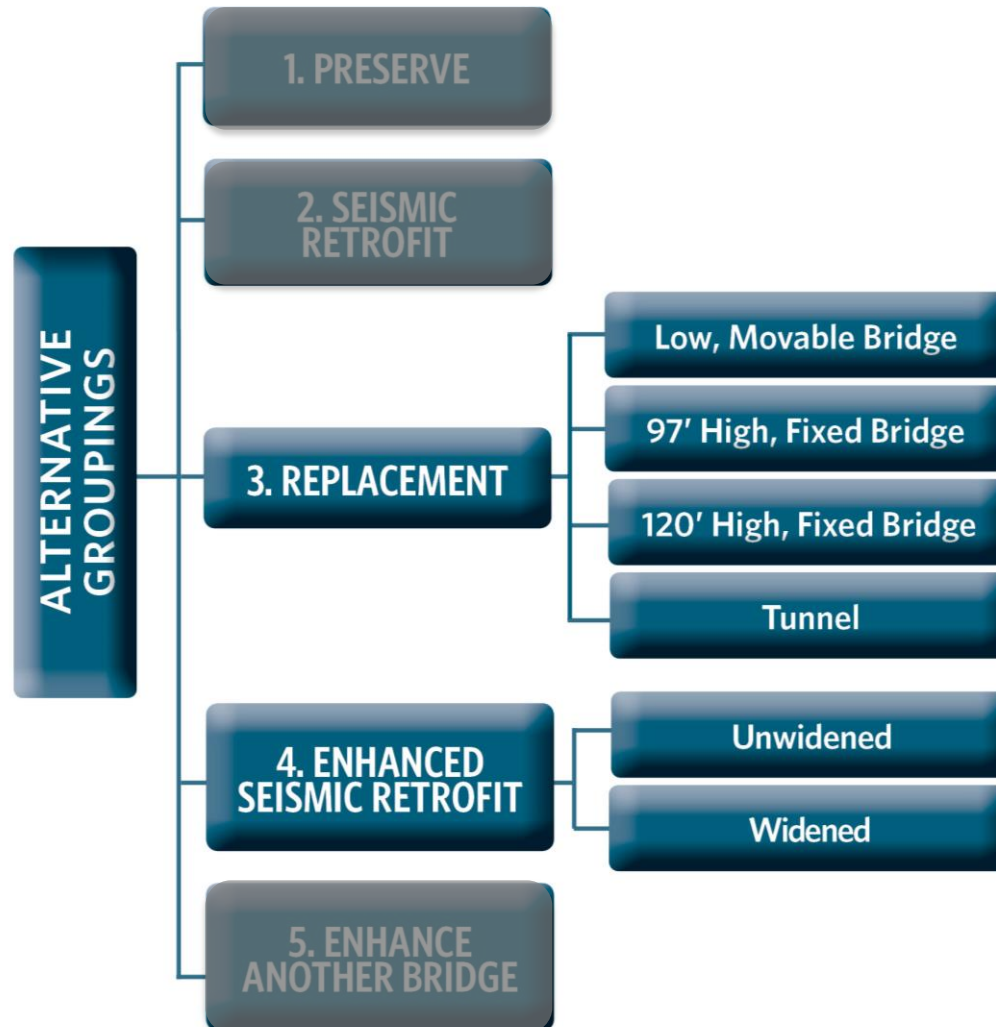 ALTERNATIVE
GROUPINGS
1. PRESERVE
2. SEISMIC
RETROFIT
3. REPLACEMENT
Low, Movable Bridge
97' High, Fixed Bridge
120' High, Fixed Bridge
Tunnel
4. ENHANCED
SEISMIC RETROFIT
Unwidened
Widened
5. ENHANCE
ANOTHER BRIDGE